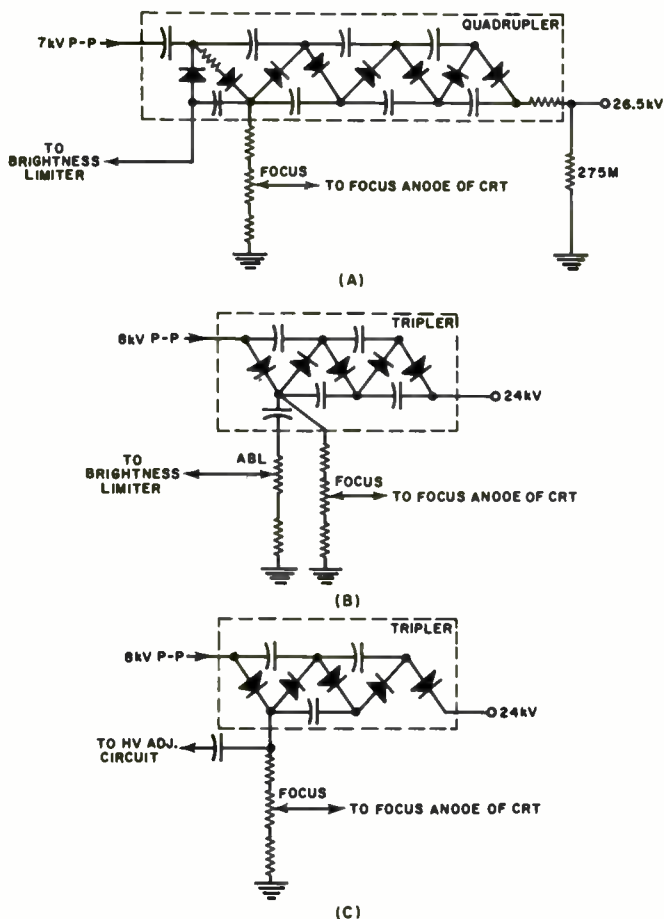 QUADRUPLER
7kV P-P
26.5kV
TO
BRIGHTNESS
LIMITER
FOCUS
TO FOCUS ANODE OF CRT
275M
(A)
TRIPLER
8kV P-P
24kV
TO
BRIGHTNESS
LIMITER
ABL
FOCUS
TO FOCUS ANODE OF CRT
(B)
TRIPLER
8kV P-P
24kV
TO HV ADJ.
CIRCUIT
FOCUS
TO FOCUS ANODE OF CRT
(C)